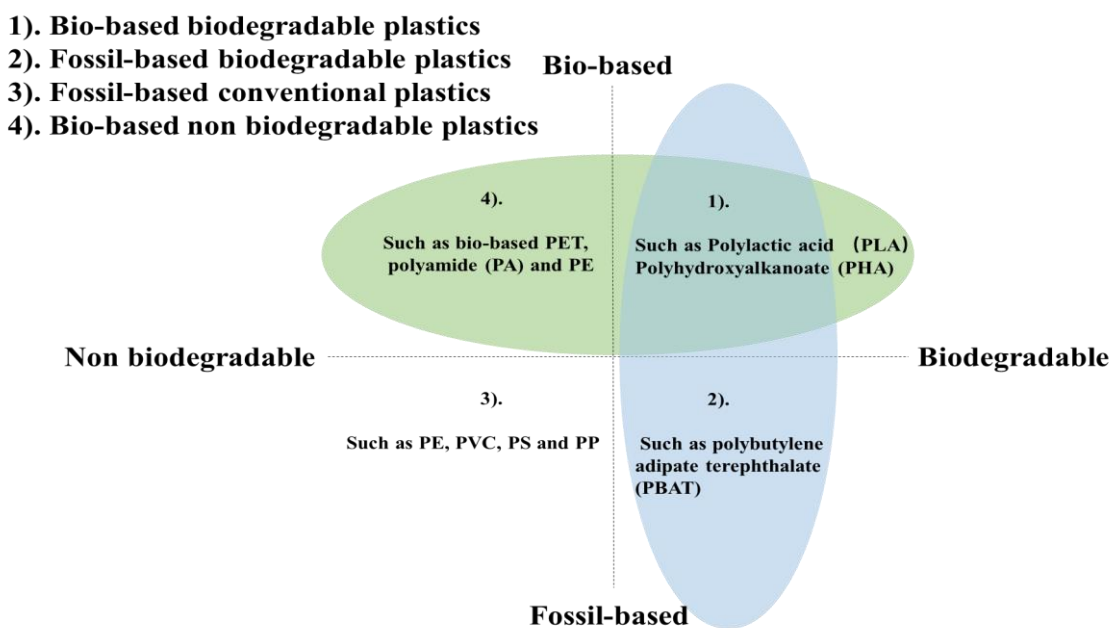 1). Bio-based biodegradable plastics
2). Fossil-based biodegradable plastics
3). Fossil-based conventional plastics
4). Bio-based non biodegradable plastics
Bio-based
4).
Such as bio-based PET,
polyamide (PA) and PE
1).
Such as Polylactic acid （PLA）
Polyhydroxyalkanoate (PHA)
Non biodegradable
Biodegradable
3).
Such as PE, PVC, PS and PP
2).
Such as polybutylene
adipate terephthalate
(PBAT)
Fossil-based